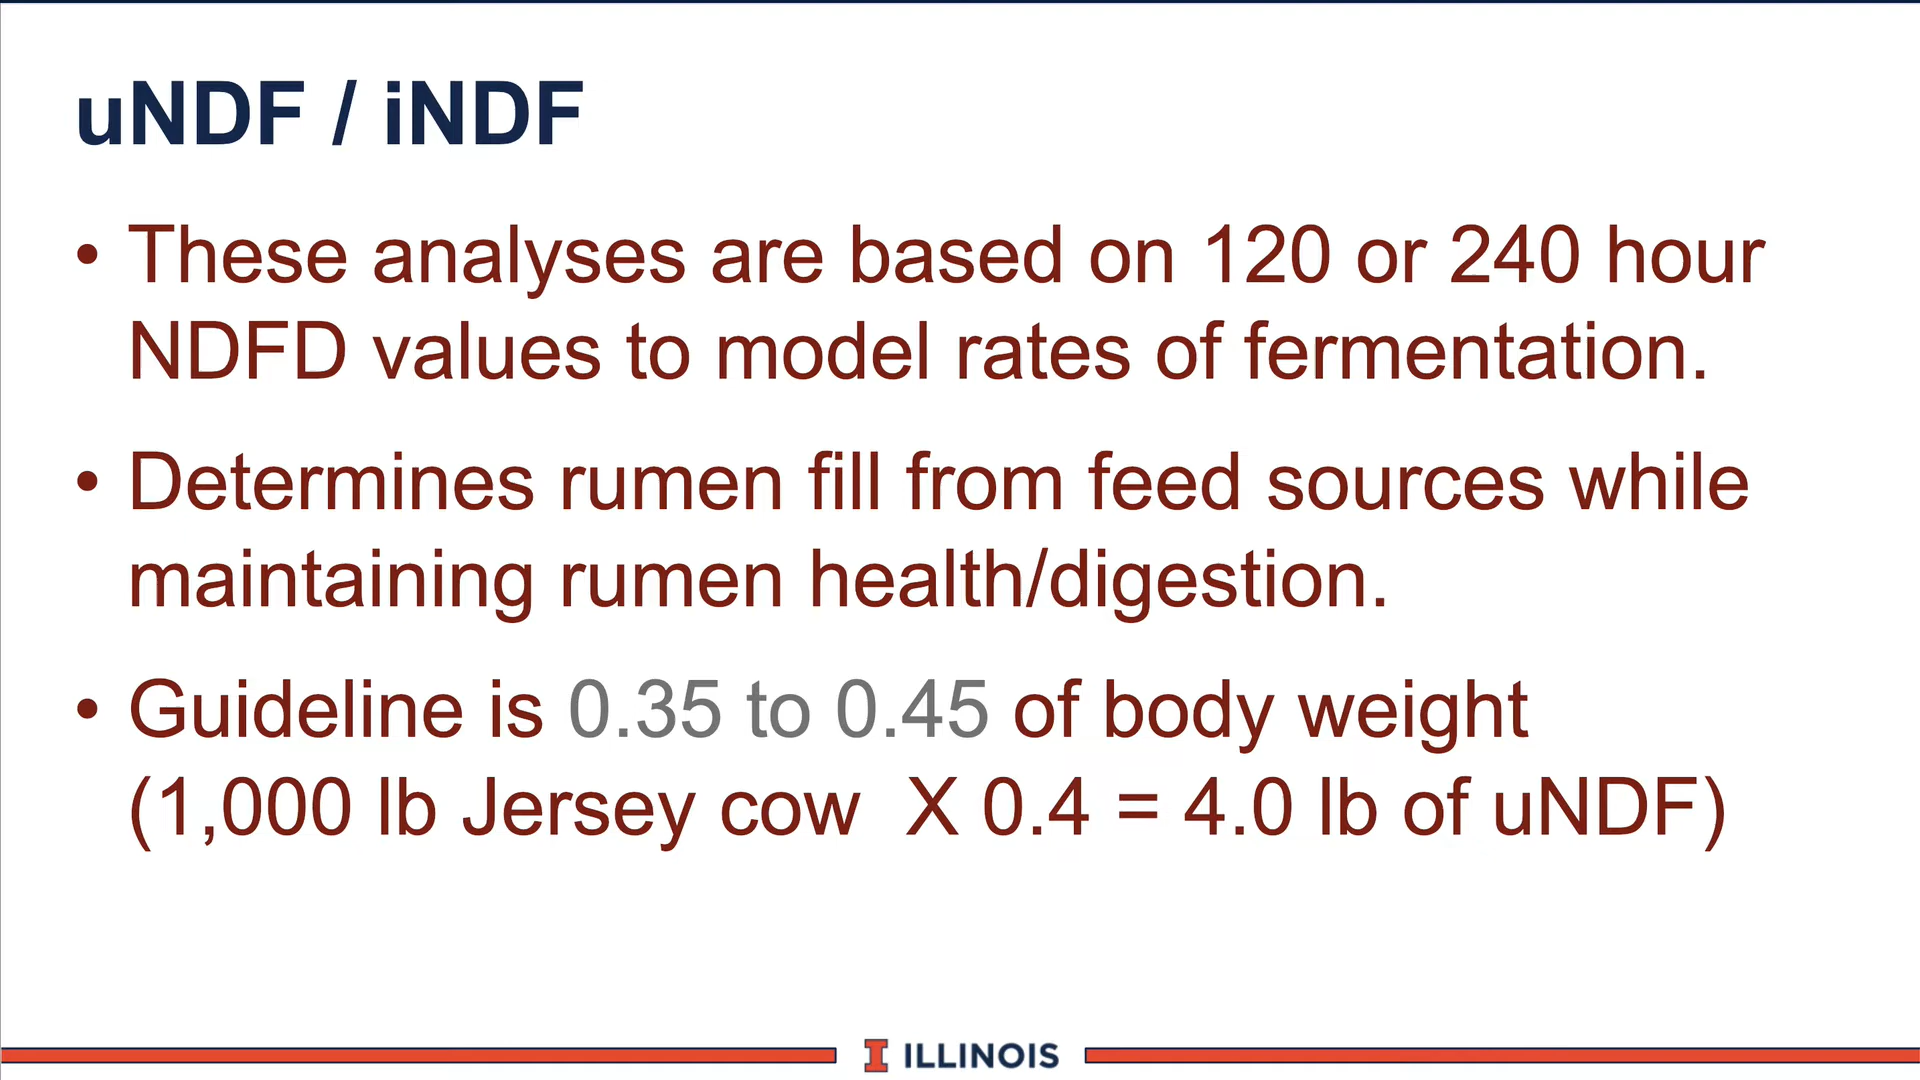 uNDF / iNDF
• These analyses are based on 120 or 240 hour
NDFD values to model rates of fermentation.
• Determines rumen fill from feed sources while
maintaining rumen health/digestion.
• Guideline is 0.35 to 0.45 of body weight
(1,000 lb Jersey cow  X 0.4 = 4.0 lb of uNDF)
I ILLINOIS